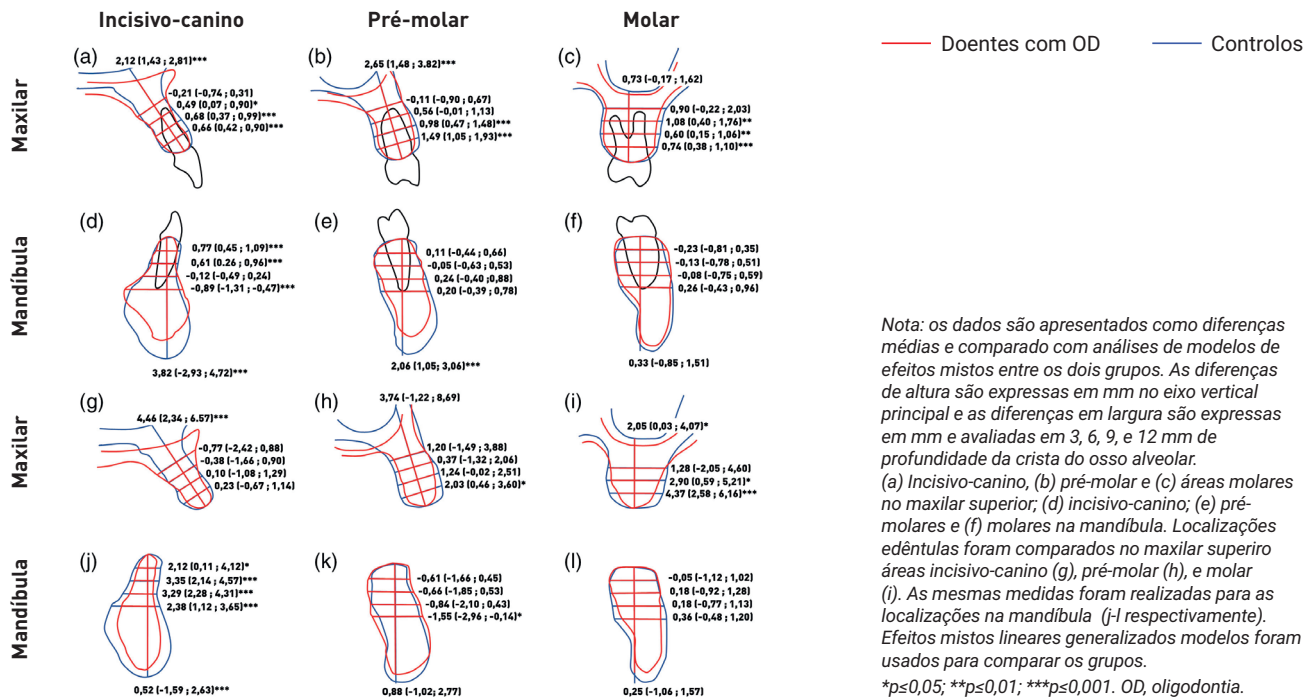 Incisivo-canino
Pré-molar
Molar
Doentes com OD
Controlos
Maxilar
(a)
2,12 (1,43 ; 2,81)***
-0,21 (-0,74 ; 0,31)
0,49 (0,07 ; 0,90)*
0,68 (0,37 ; 0,99)***
0,66 (0,42 ; 0,90)***
(b)
2,65 (1,48 ; 3.82)***
-0,11 (-0,90 ; 0,67)
0,56 (-0,01 ; 1,13)
0,98 (0,47 ; 1,48)***
1,49 (1,05 ; 1,93)***
(c)
0,73 (-0,17 ; 1,62)
0,90 (-0,22 ; 2,03)
1,08 (0,40 ; 1,76)**
0,60 (0,15 ; 1,06)**
0,74 (0,38 ; 1,10)***
Mandíbula
(d)
0,77 (0,45 ; 1,09)***
0,61 (0.26 ; 0,96)***
-0,12 (-0,49 ; 0,24)
-0,89 (-1,31 ; -0,47)***
3,82 (-2,93 ; 4,72)***
(e)
0,11 (-0,44 ; 0,66)
-0,05 (-0,63 ; 0,53)
0,24 (-0,40 ;0,88)
0,20 (-0,39 ; 0,78)
2,06 (1,05; 3,06)***
(f)
-0,23 (-0,81 ; 0,35)
-0,13 (-0,78 ; 0,51)
-0,08 (-0,75 ; 0,59)
0,26 (-0,43 ; 0,96)
0,33 (-0,85 ; 1,51)
Maxilar
(g)
4,46 (2,34 ; 6.57)***
-0,77 (-2,42 ; 0,88)
-0,38 (-1,66 ; 0,90)
0,10 (-1,08 ; 1,29)
0,23 (-0,67 ; 1,14)
(h)
3,74 (-1,22 ; 8,69)
1,20 (-1,49 ; 3,88)
0,37 (-1,32 ; 2,06)
1,24 (-0,02 ; 2,51)
2,03 (0,46 ; 3,60)*
(i)
2,05 (0,03 ; 4,07)*
1,28 (-2,05 ; 4,60)
2,90 (0,59 ; 5,21)*
4,37 (2,58 ; 6,16)***
Mandíbula
(j)
2,12 (0,11 ; 4,12)*
3,35 (2,14 ; 4,57)***
3,29 (2,28 ; 4,31)***
2,38 (1,12 ; 3,65)***
0,52 (-1,59 ; 2,63)***
(k)
-0,61 (-1,66 ; 0,45)
-0,66 (-1,85 ; 0,53)
-0,84 (-2,10 ; 0,43)
-1,55 (-2,96 ; -0,14)*
0,88 (-1,02; 2,77)
(l)
-0,05 (-1,12 ; 1,02)
0,18 (-0,92 ; 1,28)
0,18 (-0,77 ; 1,13)
0,36 (-0,48 ; 1,20)
0,25 (-1,06 ; 1,57)
Nota: os dados são apresentados como diferenças
médias e comparado com análises de modelos de
efeitos mistos entre os dois grupos. As diferenças
de altura são expressas em mm no eixo vertical
principal e as diferenças em largura são expressas
em mm e avaliadas em 3, 6, 9, e 12 mm de
profundidade da crista do osso alveolar.
(a) Incisivo-canino, (b) pré-molar e (c) áreas molares
no maxilar superior; (d) incisivo-canino; (e) pré-
molares e (f) molares na mandíbula. Localizações
edêntulas foram comparados no maxilar superiro
áreas incisivo-canino (g), pré-molar (h), e molar
(i). As mesmas medidas foram realizadas para as
localizações na mandíbula (j-l respectivamente).
Efeitos mistos lineares generalizados modelos foram
usados para comparar os grupos.
*p≤0,05; **p≤0,01; ***p≤0,001. OD, oligodontia.